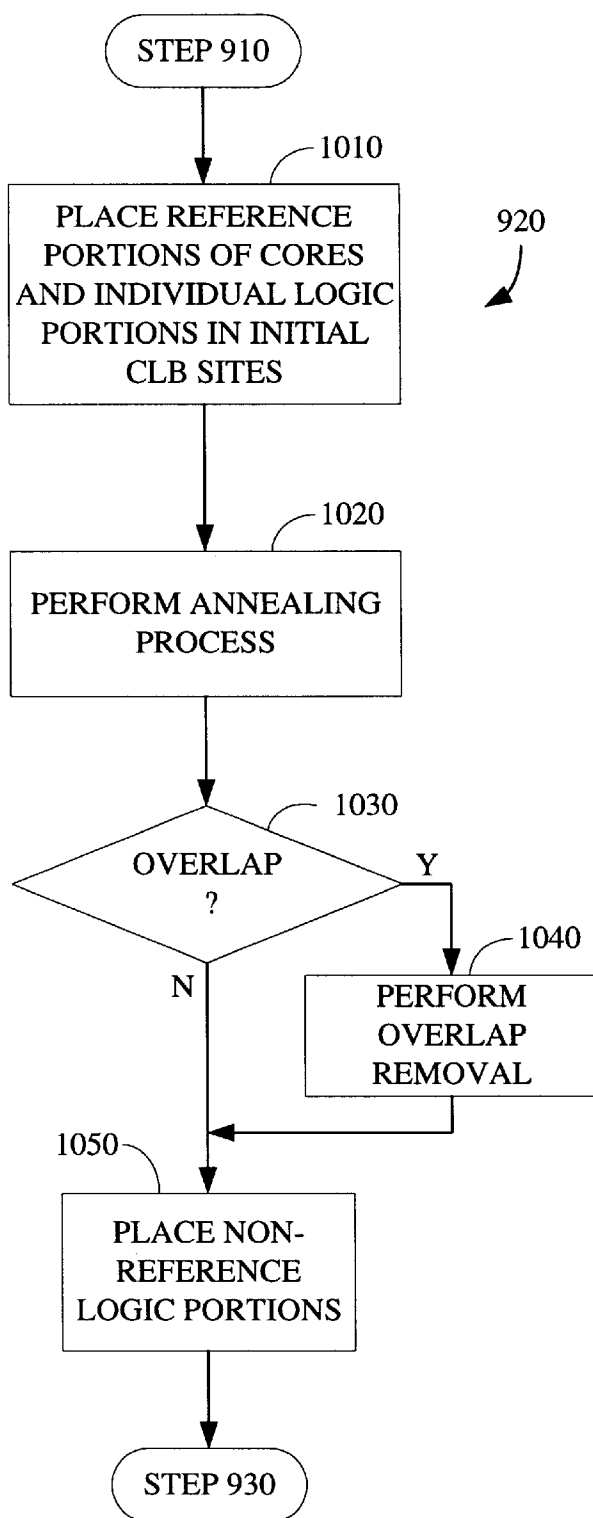 STEP 910
1010
PLACE REFERENCE
PORTIONS OF CORES
AND INDIVIDUAL LOGIC
PORTIONS IN INITIAL
CLB SITES
920
1020
PERFORM ANNEALING
PROCESS
1030
OVERLAP
?
Y
N
1040
PERFORM
OVERLAP
REMOVAL
1050
PLACE NON-
REFERENCE
LOGIC PORTIONS
STEP 930